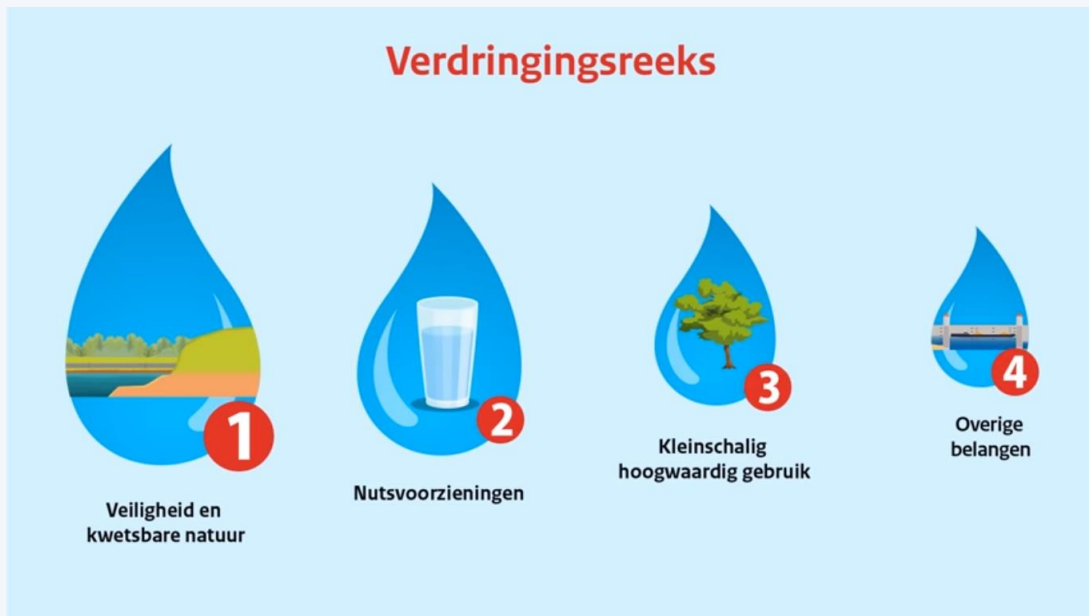 Verdringingsreeks
1
Veiligheid en
kwetsbare natuur
2
Nutsvoorzieningen
3
Kleinschalig
hoogwaardig gebruik
4
Overige
belangen